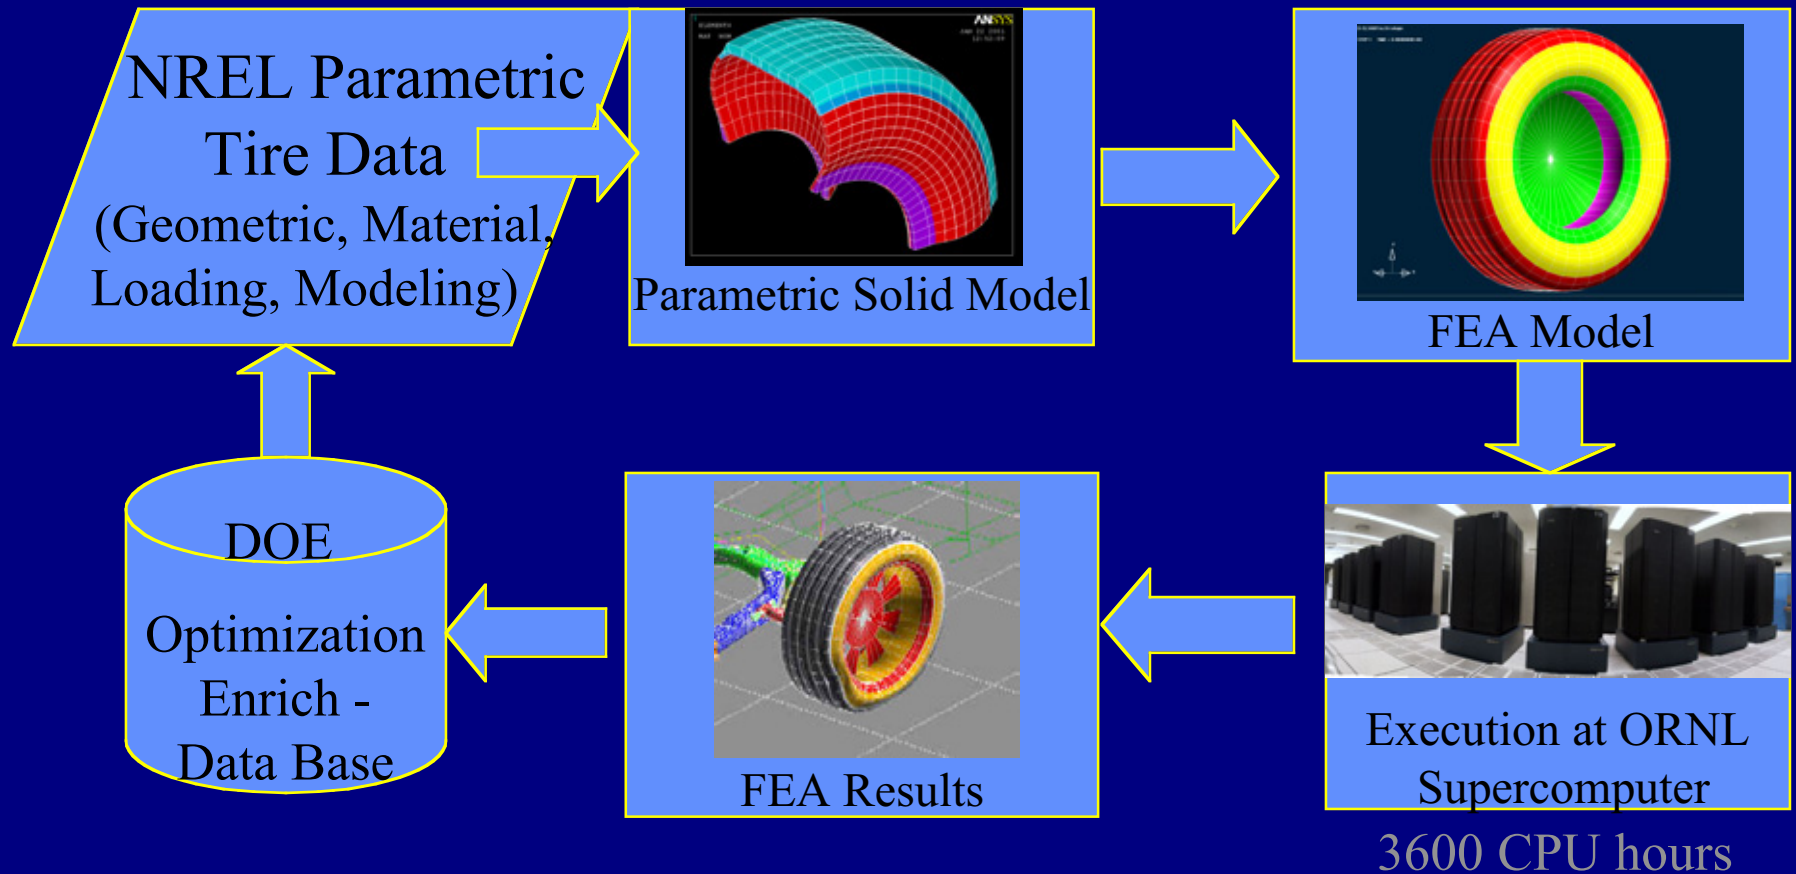 NREL Parametric
Tire Data
(Geometric, Material,
Loading, Modeling)
ANSYS
Parametric Solid Model
FEA Model
Execution at ORNL
Supercomputer
3600 CPU hours
FEA Results
DOE
Optimization
Enrich -
Data Base